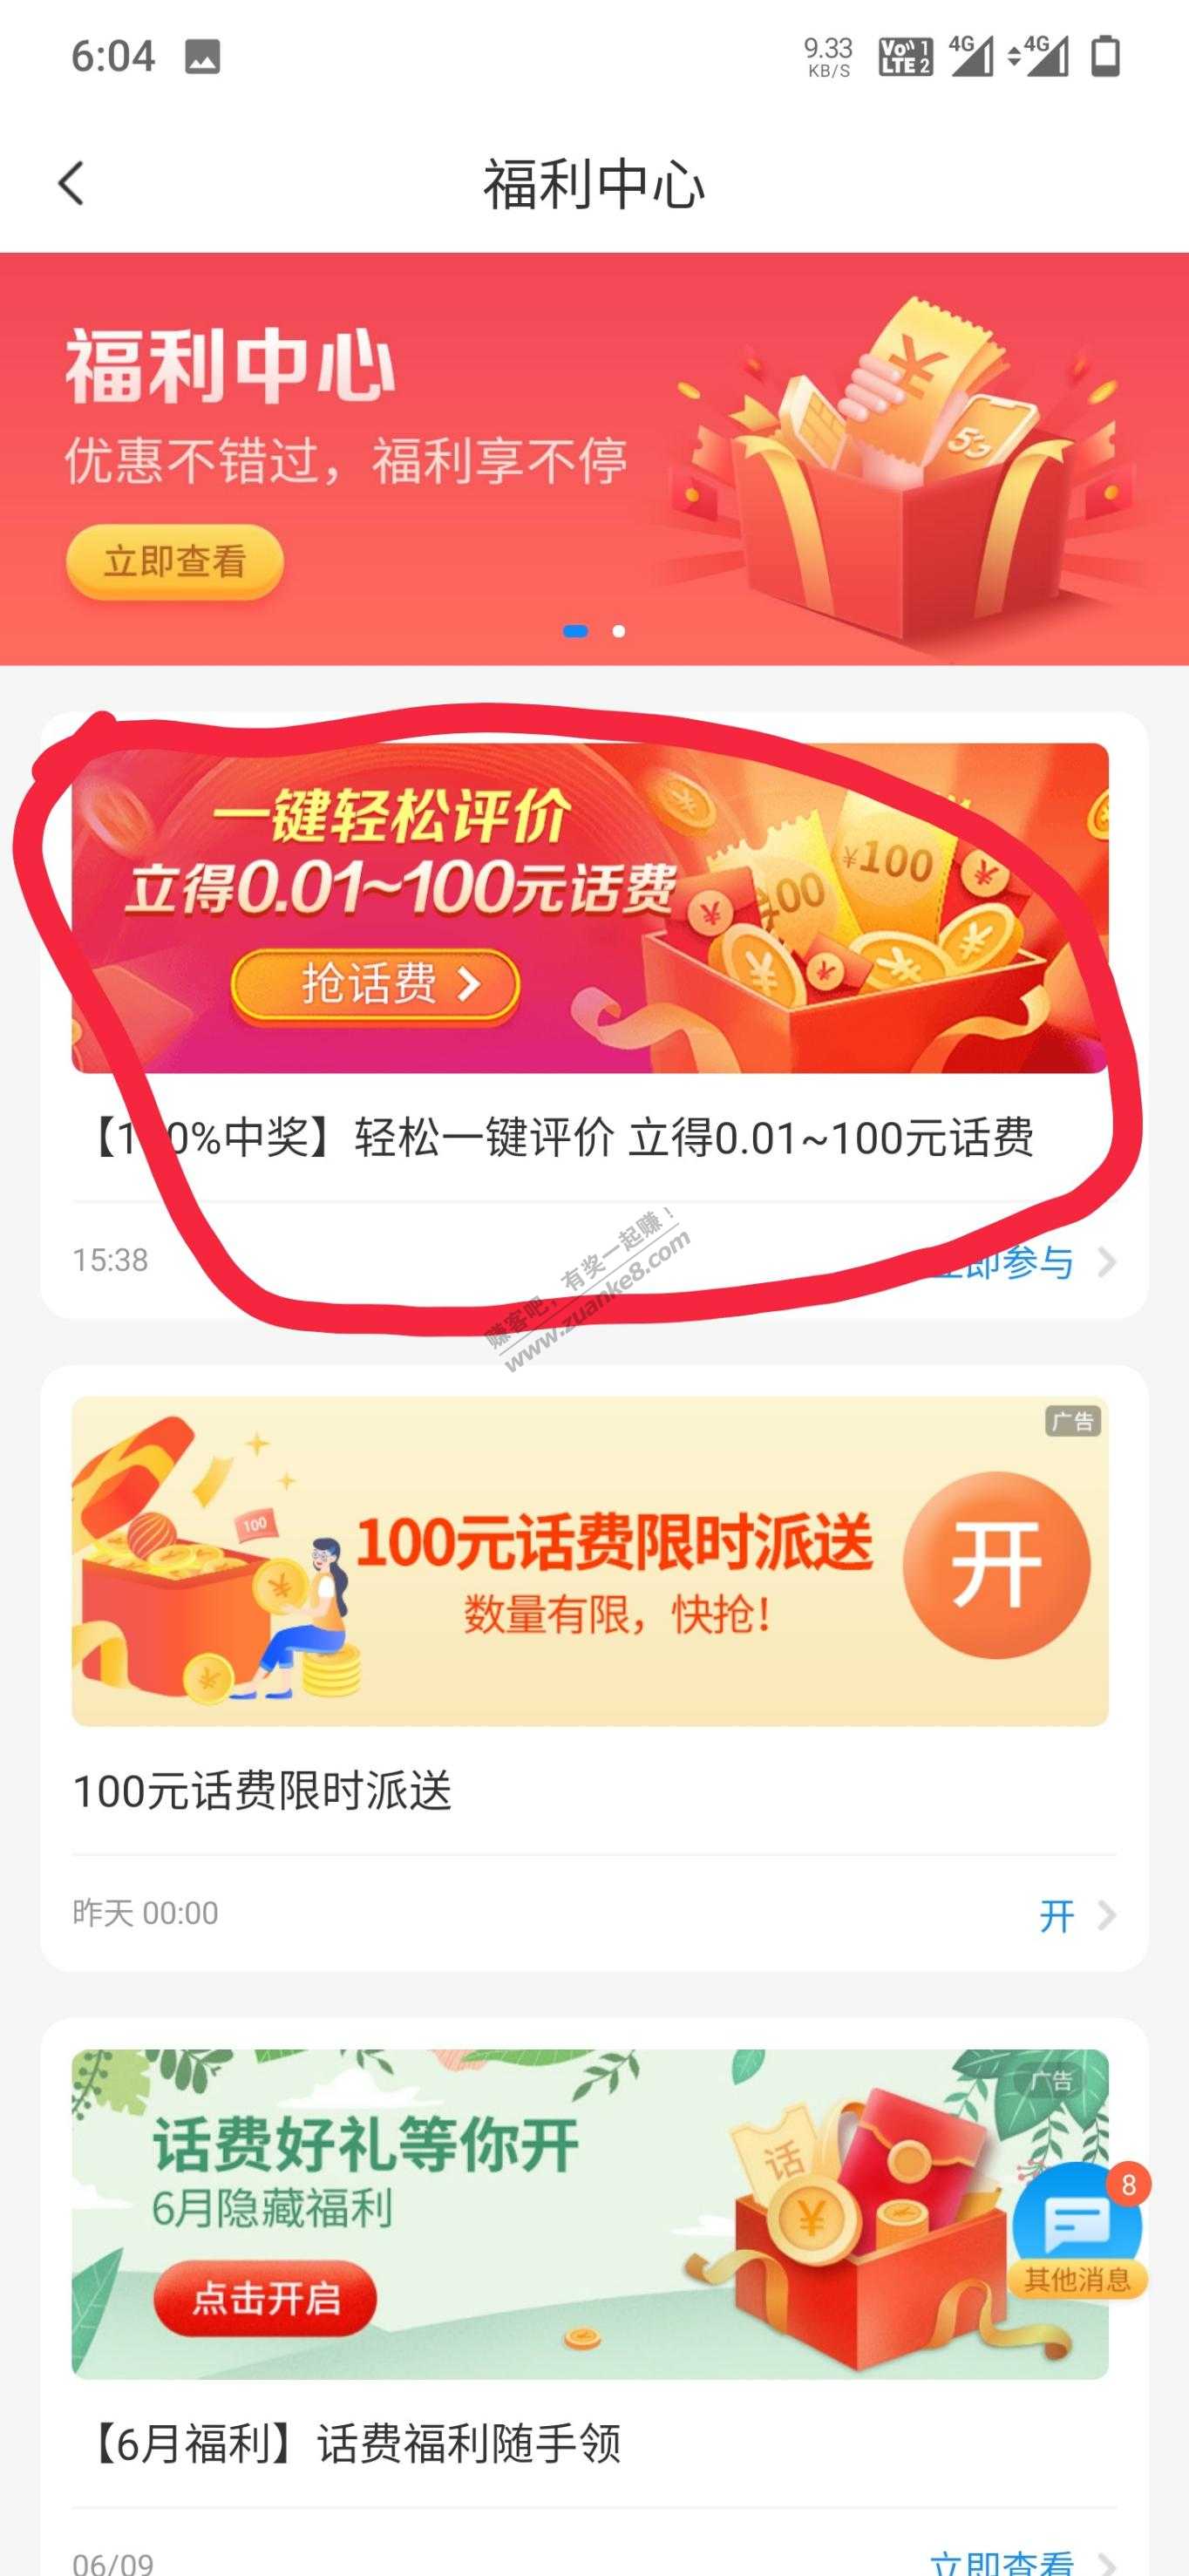 6:04
9.33
KB/S
Vo 1
LTE 2
4G
4G
福利中心
福利中心
优惠不错过，福利享不停
立即查看
¥
5G
一键轻松评价
立得0.01~100元话费
¥100
抢话费
【100%中奖】轻松一键评价 立得0.01~100元话费
15:38
立即参与
赚客吧，有奖一起赚！
www.zuanke8.com
广告
100
100元话费限时派送
数量有限，快抢！
开
100元话费限时派送
昨天 00:00
开
广告
话费好礼等你开
6月隐藏福利
点击开启
话
8
其他消息
【6月福利】话费福利随手领
06/09
立即查看